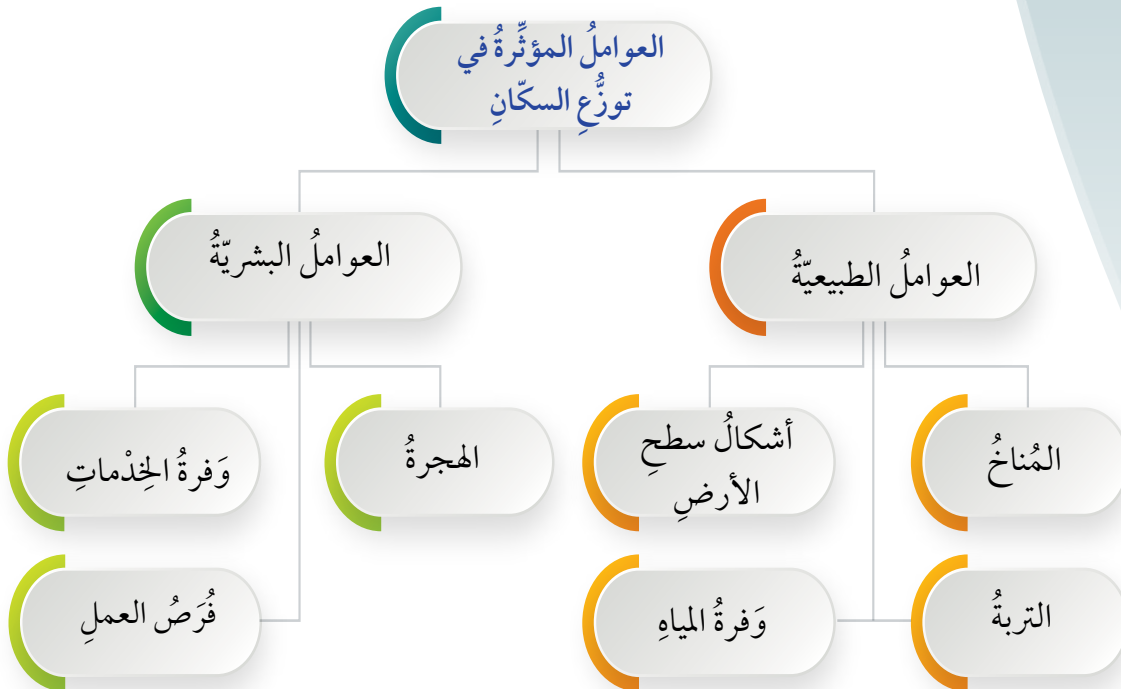 العواملُ المؤثِّرةُ في
توزُّعِ السكّانِ
العواملُ الطبيعيّةُ
العواملُ البشريّةُ
المُناخُ
أشكالُ سطحِ
الأرضِ
الهجرةُ
وَفرةُ الخِدْماتِ
التربةُ
وَفرةُ المياهِ
فُرَصُ العملِ